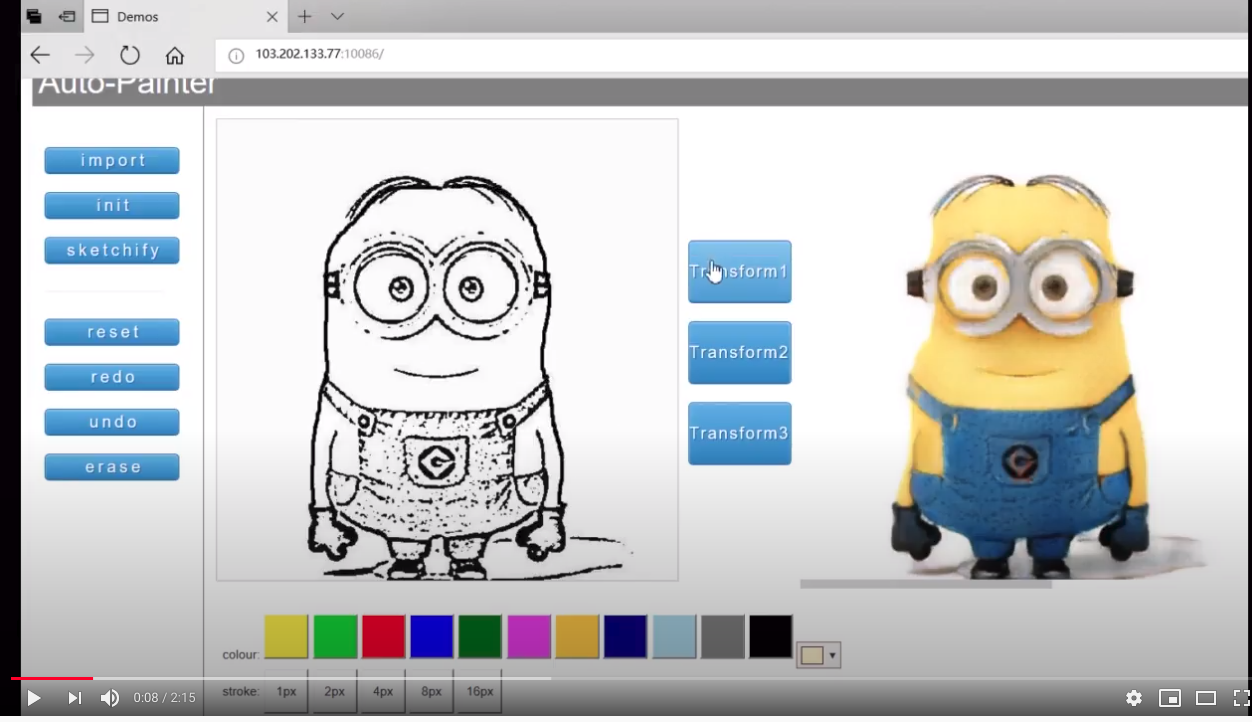 Demos
103.202.133.77:10086/
Auto-Painter
import
init
sketchify
reset
redo
undo
erase
Transform1
Transform2
Transform3
colour:
stroke: 1px 2px 4px 8px 16px
0:08 / 2:15